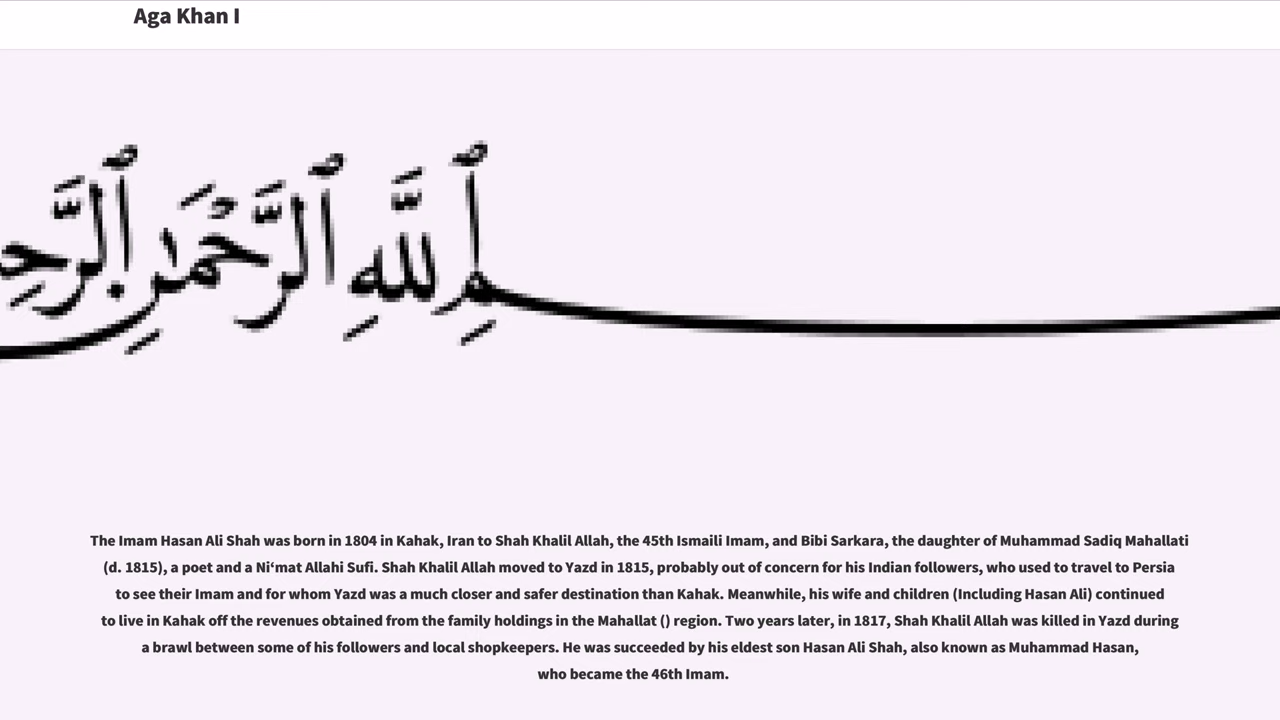 Aga Khan I
لمِ ٱللَّهِ ٱلرَّحْمَٰنِ ٱلرَّحِ
The Imam Hasan Ali Shah was born in 1804 in Kahak, Iran to Shah Khalil Allah, the 45th Ismaili Imam, and Bibi Sarkara, the daughter of Muhammad Sadiq Mahallati
(d. 1815), a poet and a Ni‘mat Allahi Sufi. Shah Khalil Allah moved to Yazd in 1815, probably out of concern for his Indian followers, who used to travel to Persia
to see their Imam and for whom Yazd was a much closer and safer destination than Kahak. Meanwhile, his wife and children (Including Hasan Ali) continued
to live in Kahak off the revenues obtained from the family holdings in the Mahallat () region. Two years later, in 1817, Shah Khalil Allah was killed in Yazd during
a brawl between some of his followers and local shopkeepers. He was succeeded by his eldest son Hasan Ali Shah, also known as Muhammad Hasan,
who became the 46th Imam.